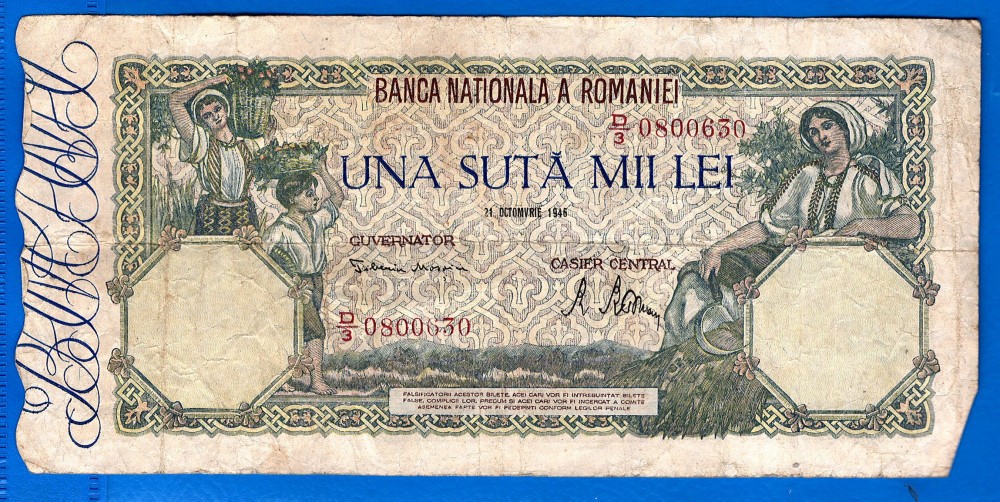 BANCA NATIONALA A ROMANIEI
D/3 0800630
UNA SUTĂ MII LEI
21 OCTOMVRIE 1946
GUVERNATOR
CASIER CENTRAL
D/3 0800630
FALSIFICATORII ACESTOR BILETE, ACEI CARI VOR FI INTREBUINTAT BILETE
FALSE, COMPLICII LOR, PRECUM SI ACEI CARI VOR FI INCERCAT A COMITE
ASEMENEA FAPTE VOR FI PEDEPSITI CONFORM LEGILOR PENALE